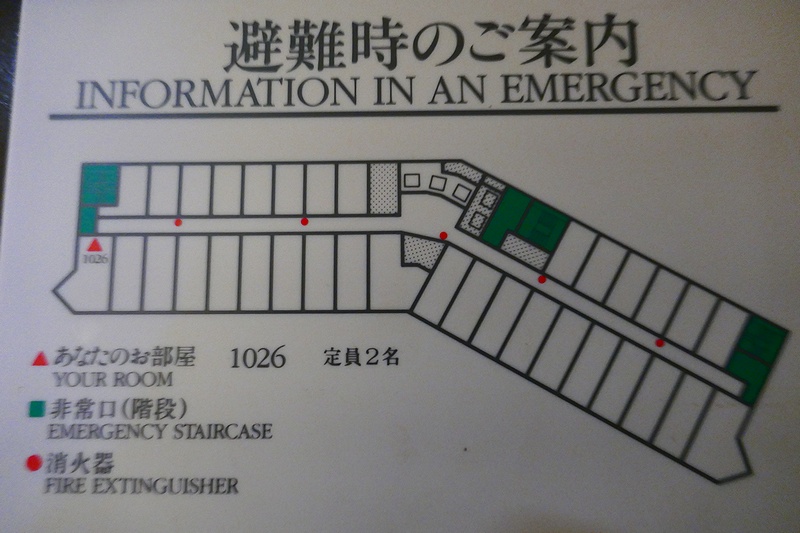 避難時のご案内
INFORMATION IN AN EMERGENCY
1026
あなたのお部屋 1026 定員2名
YOUR ROOM
非常口(階段)
EMERGENCY STAIRCASE
消火器
FIRE EXTINGUISHER